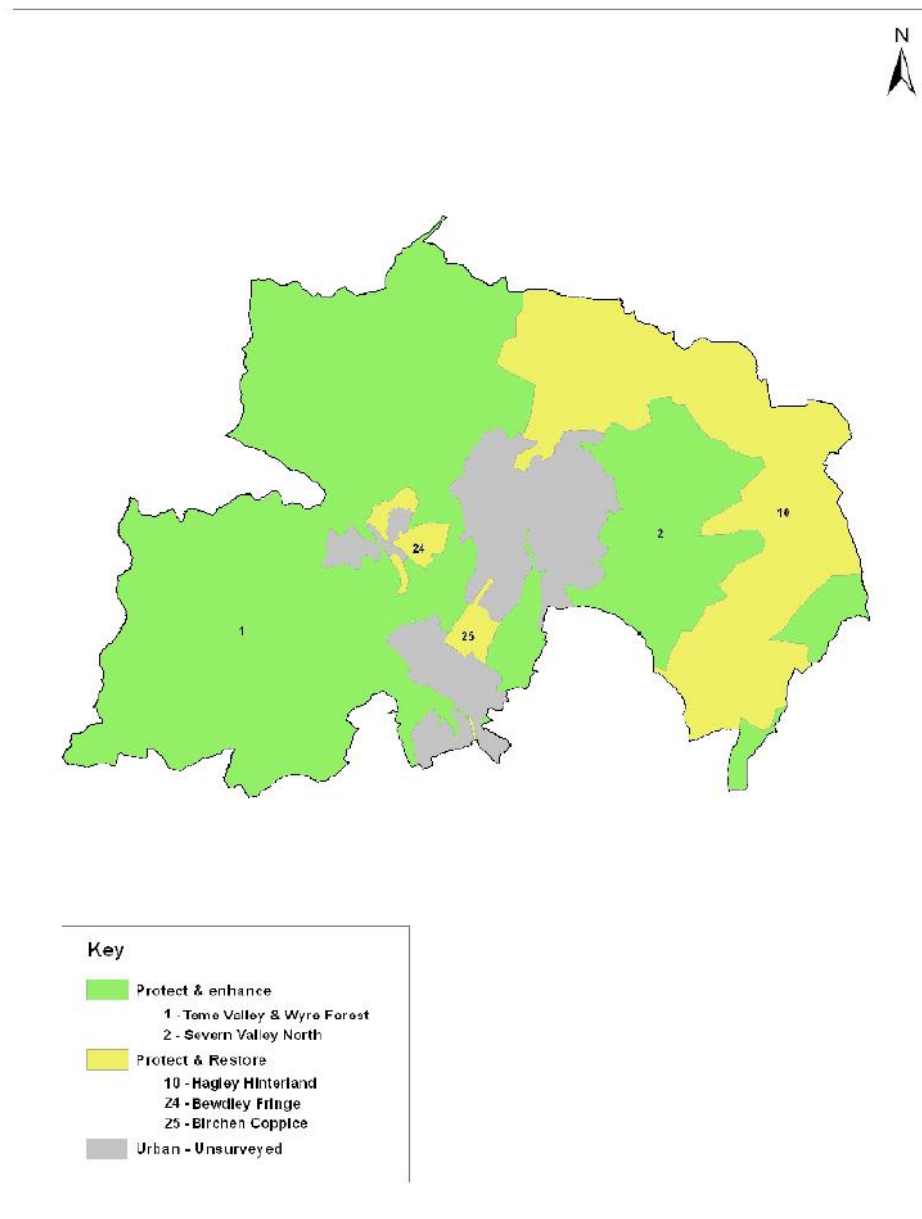 N
10
2
24
1
25
Key
Protect & enhance
1 - Teme Valley & Wyre Forest
2 - Severn Valley North
Protect & Restore
10 - Hagley Hinterland
24 - Bewdley Fringe
25 - Birchen Coppice
Urban - Unsurveyed